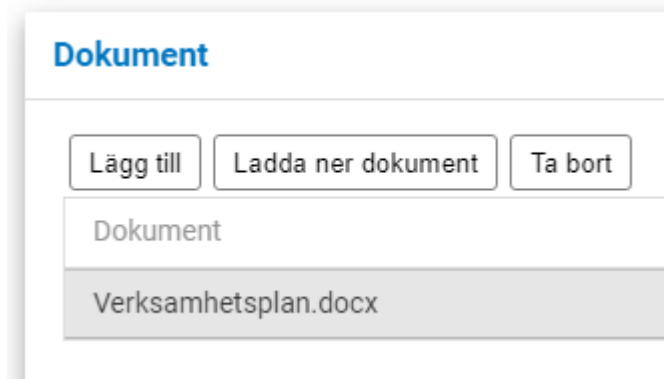 Dokument
Lägg till Ladda ner dokument Ta bort
Dokument
Verksamhetsplan.docx